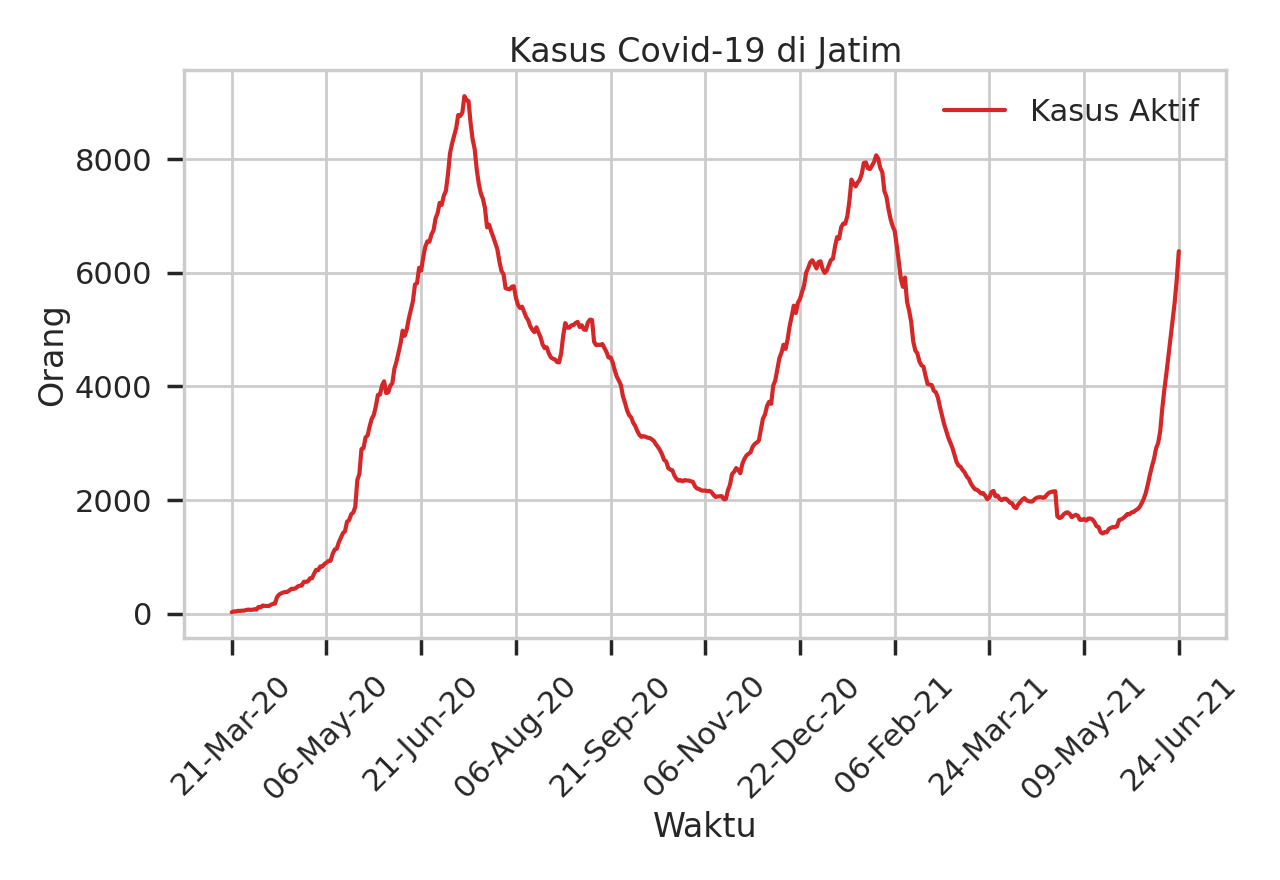 Kasus Covid-19 di Jatim
Kasus Aktif
Orang
8000
6000
4000
2000
0
21-Mar-20
06-May-20
21-Jun-20
06-Aug-20
21-Sep-20
06-Nov-20
22-Dec-20
06-Feb-21
24-Mar-21
09-May-21
24-Jun-21
Waktu